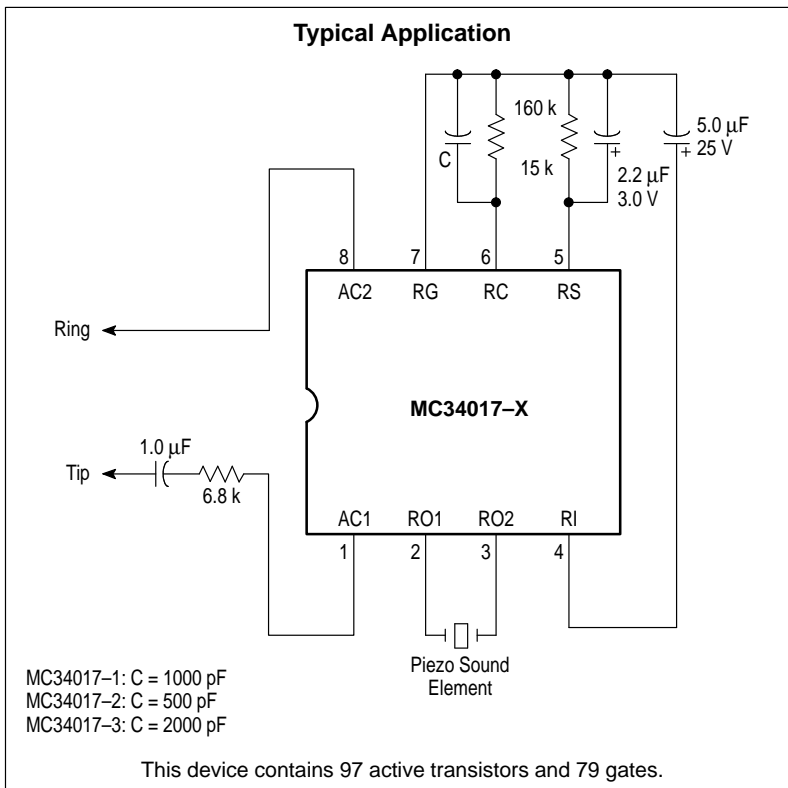 Typical Application
160 k
5.0 µF
25 V
C
15 k
2.2 µF
3.0 V
+
+
8
7
6
5
AC2
RG
RC
RS
Ring
MC34017–X
1.0 µF
Tip
6.8 k
AC1
RO1
RO2
RI
1
2
3
4
Piezo Sound
Element
MC34017–1: C = 1000 pF
MC34017–2: C = 500 pF
MC34017–3: C = 2000 pF
This device contains 97 active transistors and 79 gates.